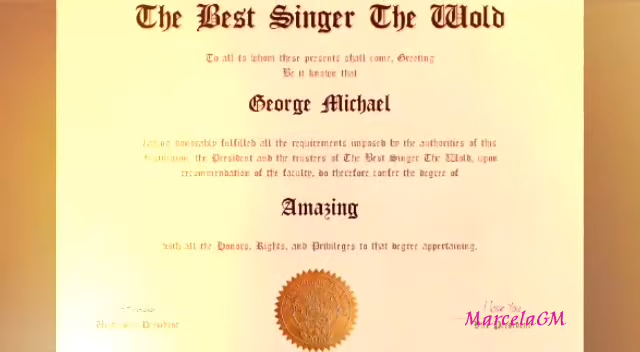 The Best Singer The Wold
To all to whom these presents shall come, Greeting
Be it known that
George Michael
honorably fulfilled all the requirements imposed by the authorities of this
the President and the trustees of The Best Singer The Wold, upon
recommendation of the faculty, do therefore confer the degree of
Amazing
with all the Honors, Rights, and Privileges to that degree appertaining.
President
I love You
MarcelaGM